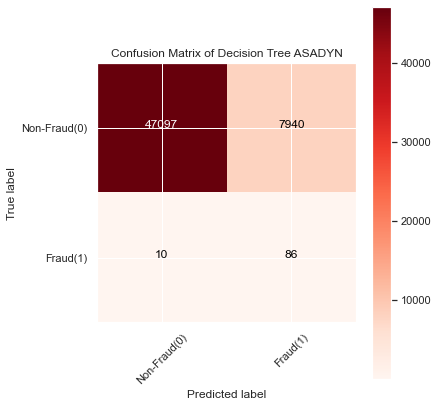 Confusion Matrix of Decision Tree ASADYN
40000
30000
20000
10000
True label
Non-Fraud(0)
47097 7940
Fraud(1)
10 86
Non-Fraud(0) Fraud(1)
Predicted label